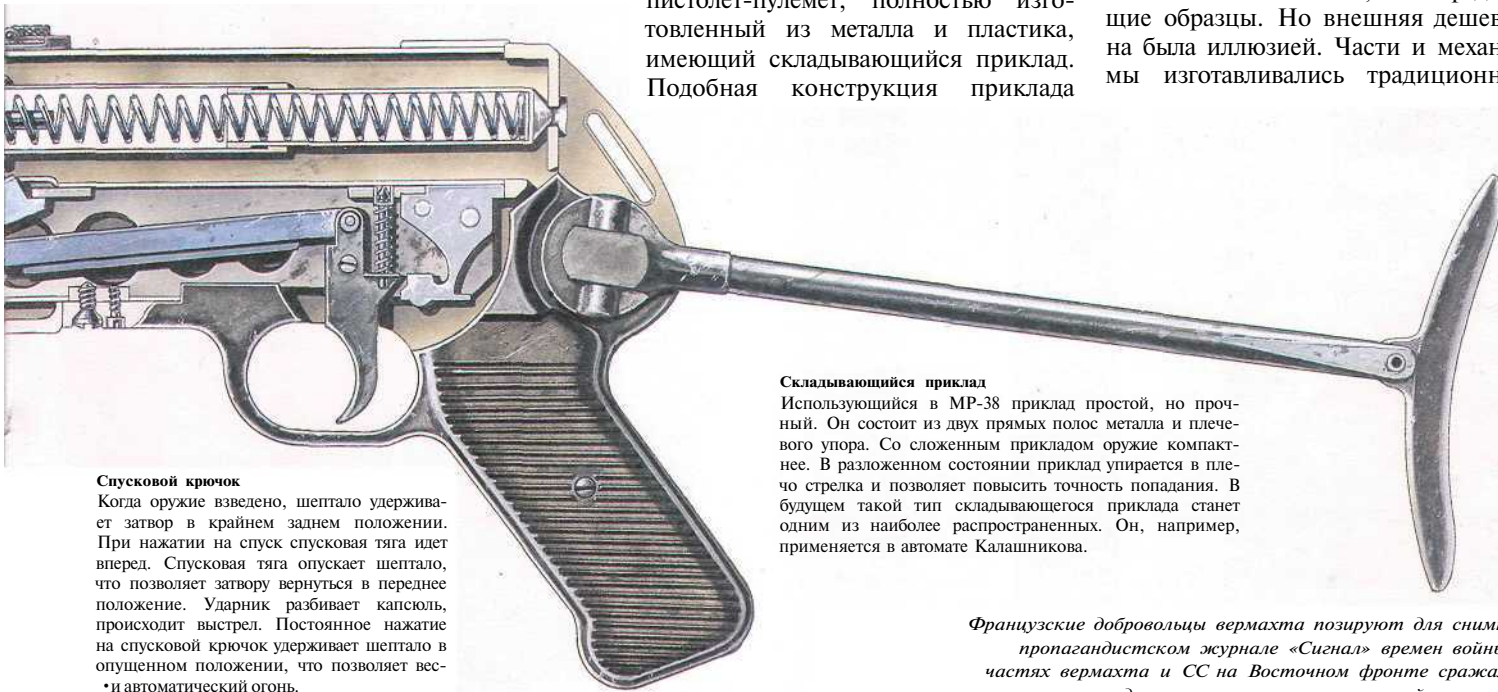 пистолет-пулемет, полностью изго-
товленный из металла и пластика,
имеющий складывающийся приклад.
Подобная конструкция приклада
щие образцы. Но внешняя дешев
на была иллюзией. Части и механ
мы изготавливались традиционн
Складывающийся приклад
Использующийся в МР-38 приклад простой, но проч-
ный. Он состоит из двух прямых полос металла и плече-
вого упора. Со сложенным прикладом оружие компакт-
нее. В разложенном состоянии приклад упирается в пле-
чо стрелка и позволяет повысить точность попадания. В
будущем такой тип складывающегося приклада станет
одним из наиболее распространенных. Он, например,
применяется в автомате Калашникова.
Спусковой крючок
Когда оружие взведено, шептало удержива-
ет затвор в крайнем заднем положении.
При нажатии на спуск спусковая тяга идет
вперед. Спусковая тяга опускает шептало,
что позволяет затвору вернуться в переднее
положение. Ударник разбивает капсюль,
происходит выстрел. Постоянное нажатие
на спусковой крючок удерживает шептало в
опущенном положении, что позволяет вес-
•и автоматический огонь.
Французские добровольцы вермахта позируют для сним
пропагандистском журнале «Сигнал» времен войн
частях вермахта и СС на Восточном фронте сража